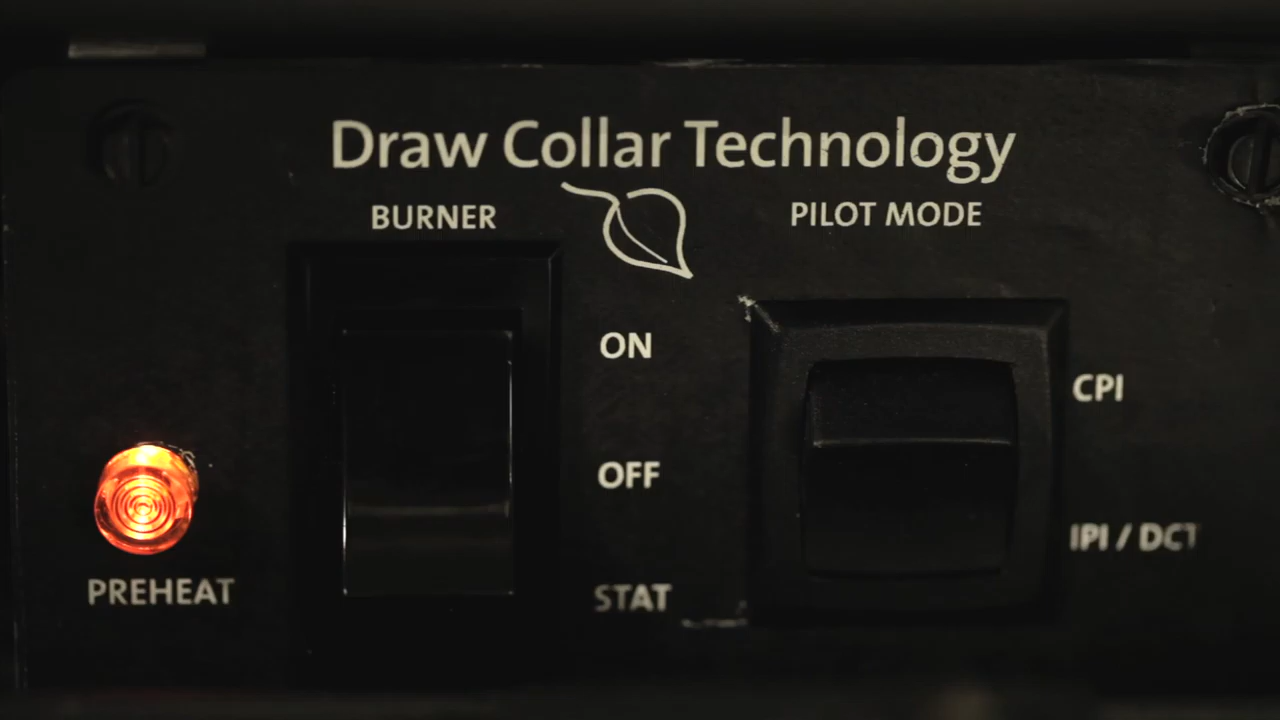 Draw Collar Technology
BURNER
PILOT MODE
ON
CPI
OFF
IPI / DCT
PREHEAT
STAT